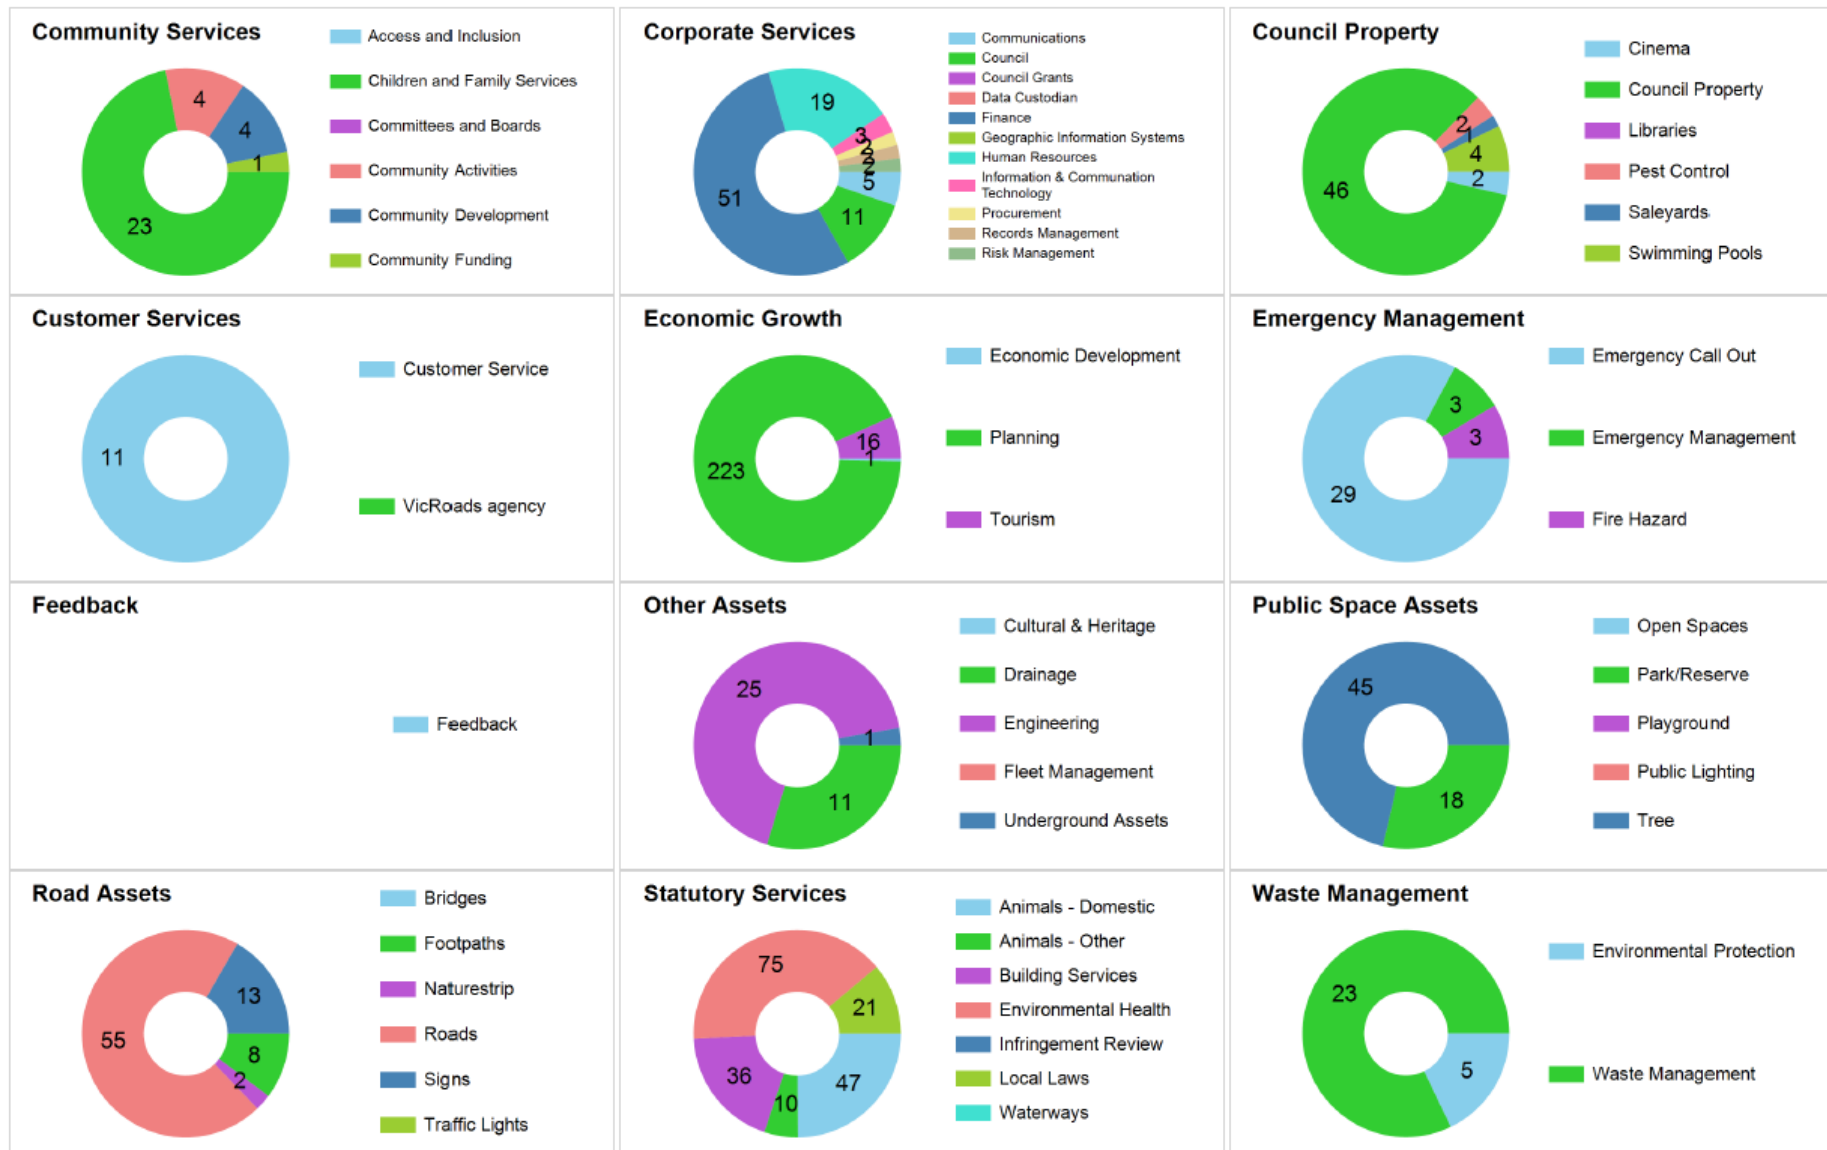 Community Services
Access and Inclusion
Children and Family Services
Committees and Boards
Community Activities
Community Development
Community Funding
4
4
1
23
Corporate Services
Communications
Council
Council Grants
Data Custodian
Finance
Geographic Information Systems
Human Resources
Information & Communation
Technology
Procurement
Records Management
Risk Management
19
3
2
2
2
5
11
51
Council Property
Cinema
Council Property
Libraries
Pest Control
Saleyards
Swimming Pools
2
1
4
2
46
Customer Services
Customer Service
VicRoads agency
11
Economic Growth
Economic Development
Planning
Tourism
16
1
223
Emergency Management
Emergency Call Out
Emergency Management
Fire Hazard
3
3
29
Feedback
Feedback
Other Assets
Cultural & Heritage
Drainage
Engineering
Fleet Management
Underground Assets
25
1
11
Public Space Assets
Open Spaces
Park/Reserve
Playground
Public Lighting
Tree
45
18
Road Assets
Bridges
Footpaths
Naturestrip
Roads
Signs
Traffic Lights
13
55
8
2
Statutory Services
Animals - Domestic
Animals - Other
Building Services
Environmental Health
Infringement Review
Local Laws
Waterways
75
21
36
47
10
Waste Management
Environmental Protection
Waste Management
23
5